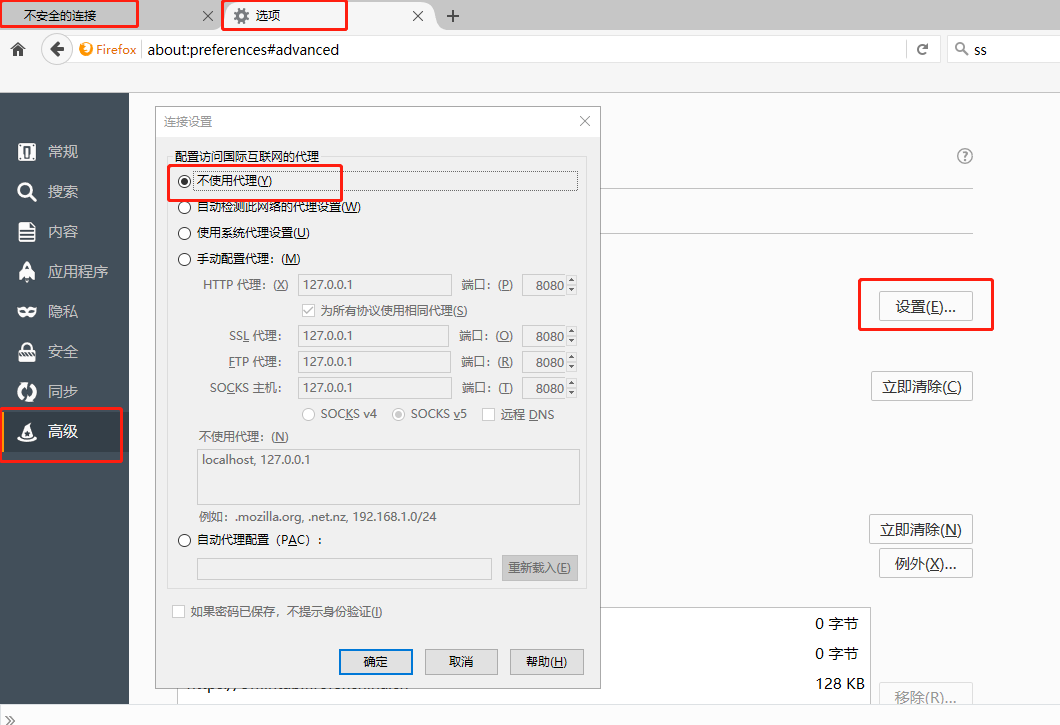 不安全的连接
选项
Firefox
about:preferences#advanced
ss
常规
搜索
内容
应用程序
隐私
安全
同步
高级
连接设置
配置访问国际互联网的代理
不使用代理(Y)
自动检测此网络的代理设置(W)
使用系统代理设置(U)
手动配置代理：(M)
HTTP 代理：(X) 127.0.0.1 端口：(P) 8080
为所有协议使用相同代理(S)
SSL 代理： 127.0.0.1 端口：(O) 8080
FTP 代理： 127.0.0.1 端口：(R) 8080
SOCKS 主机： 127.0.0.1 端口：(T) 8080
SOCKS v4 SOCKS v5 远程 DNS
不使用代理：(N)
localhost, 127.0.0.1
例如：.mozilla.org, .net.nz, 192.168.1.0/24
自动代理配置（PAC）：
重新载入(E)
如果密码已保存，不提示身份验证(I)
确定 取消 帮助(H)
设置(E)...
立即清除(C)
立即清除(N)
例外(X)...
0 字节
0 字节
128 KB
移除(R)...